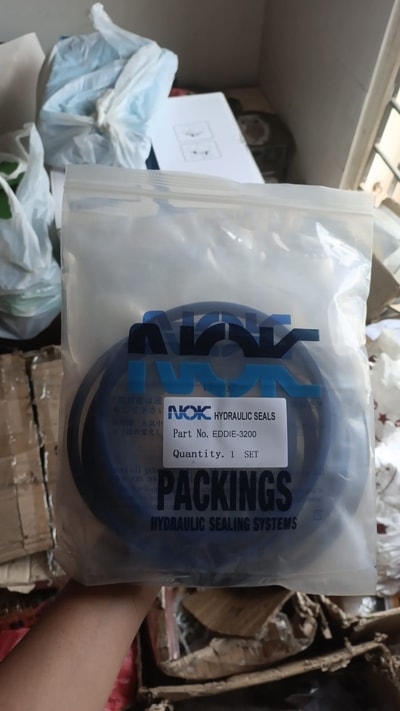 NOK
NOK HYDRAULIC SEALS
Part No. EDDIE-3200
Quantity. 1 SET
PACKINGS
HYDRAULIC SEALING SYSTEMS